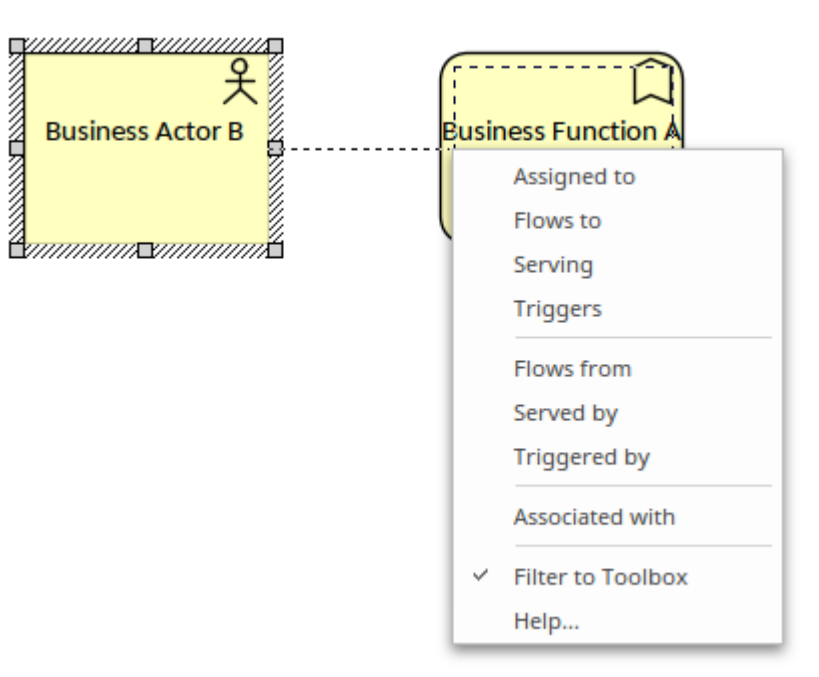 Business Actor B
Business Function A
Assigned to
Flows to
Serving
Triggers
Flows from
Served by
Triggered by
Associated with
Filter to Toolbox
Help...